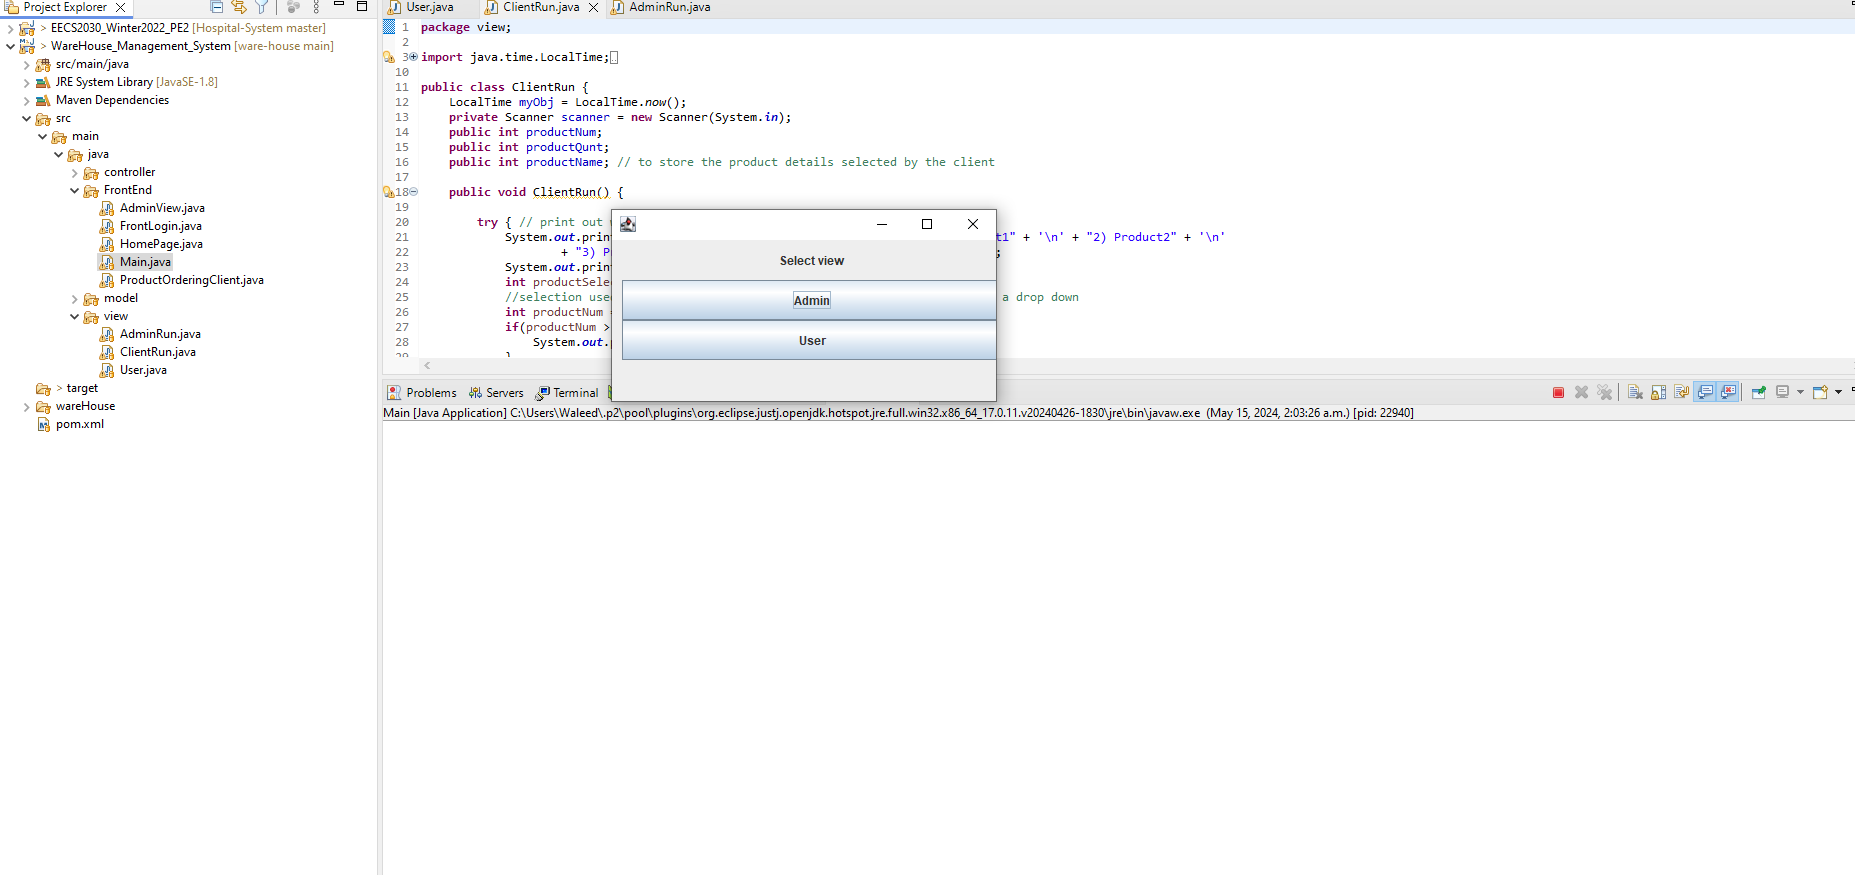 Project Explorer
EECS2030_Winter2022_PE2 [Hospital-System master]
WareHouse_Management_System [ware-house main]
src/main/java
JRE System Library [JavaSE-1.8]
Maven Dependencies
src
main
java
controller
FrontEnd
AdminView.java
FrontLogin.java
HomePage.java
Main.java
ProductOrderingClient.java
model
view
AdminRun.java
ClientRun.java
User.java
> target
wareHouse
pom.xml
User.java ClientRun.java AdminRun.java
1 package view;
2
3 import java.time.LocalTime;
10
11 public class ClientRun {
12 LocalTime myObj = LocalTime.now();
13 private Scanner scanner = new Scanner(System.in);
14 public int productNum;
15 public int productQunt;
16 public int productName; // to store the product details selected by the client
17
18 public void ClientRun() {
19
20 try { // print out
21 System.out.prin t1" + '\n' + "2) Product2" + '\n'
22 + "3) P ;
23 System.out.prin
24 int productSele
25 //selection use a drop down
26 int productNum
27 if(productNum >
28 System.out.
29 }
Select view
Admin
User
Problems Servers Terminal
Main [Java Application] C:\Users\Waleed\.p2\pool\plugins\org.eclipse.justj.openjdk.hotspot.jre.full.win32.x86_64_17.0.11.v20240426-1830\jre\bin\javaw.exe (May 15, 2024, 2:03:26 a.m.) [pid: 22940]